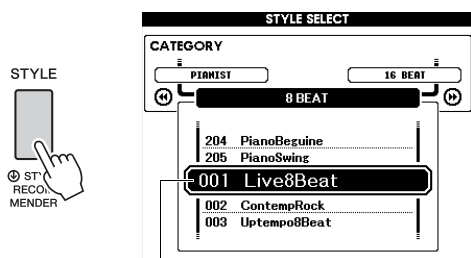 STYLE SELECT
CATEGORY
PIANIST
16 BEAT
8 BEAT
204 PianoBeguine
205 PianoSwing
001 Live8Beat
002 ContempRock
003 Uptempo8Beat
STYLE
MENDER